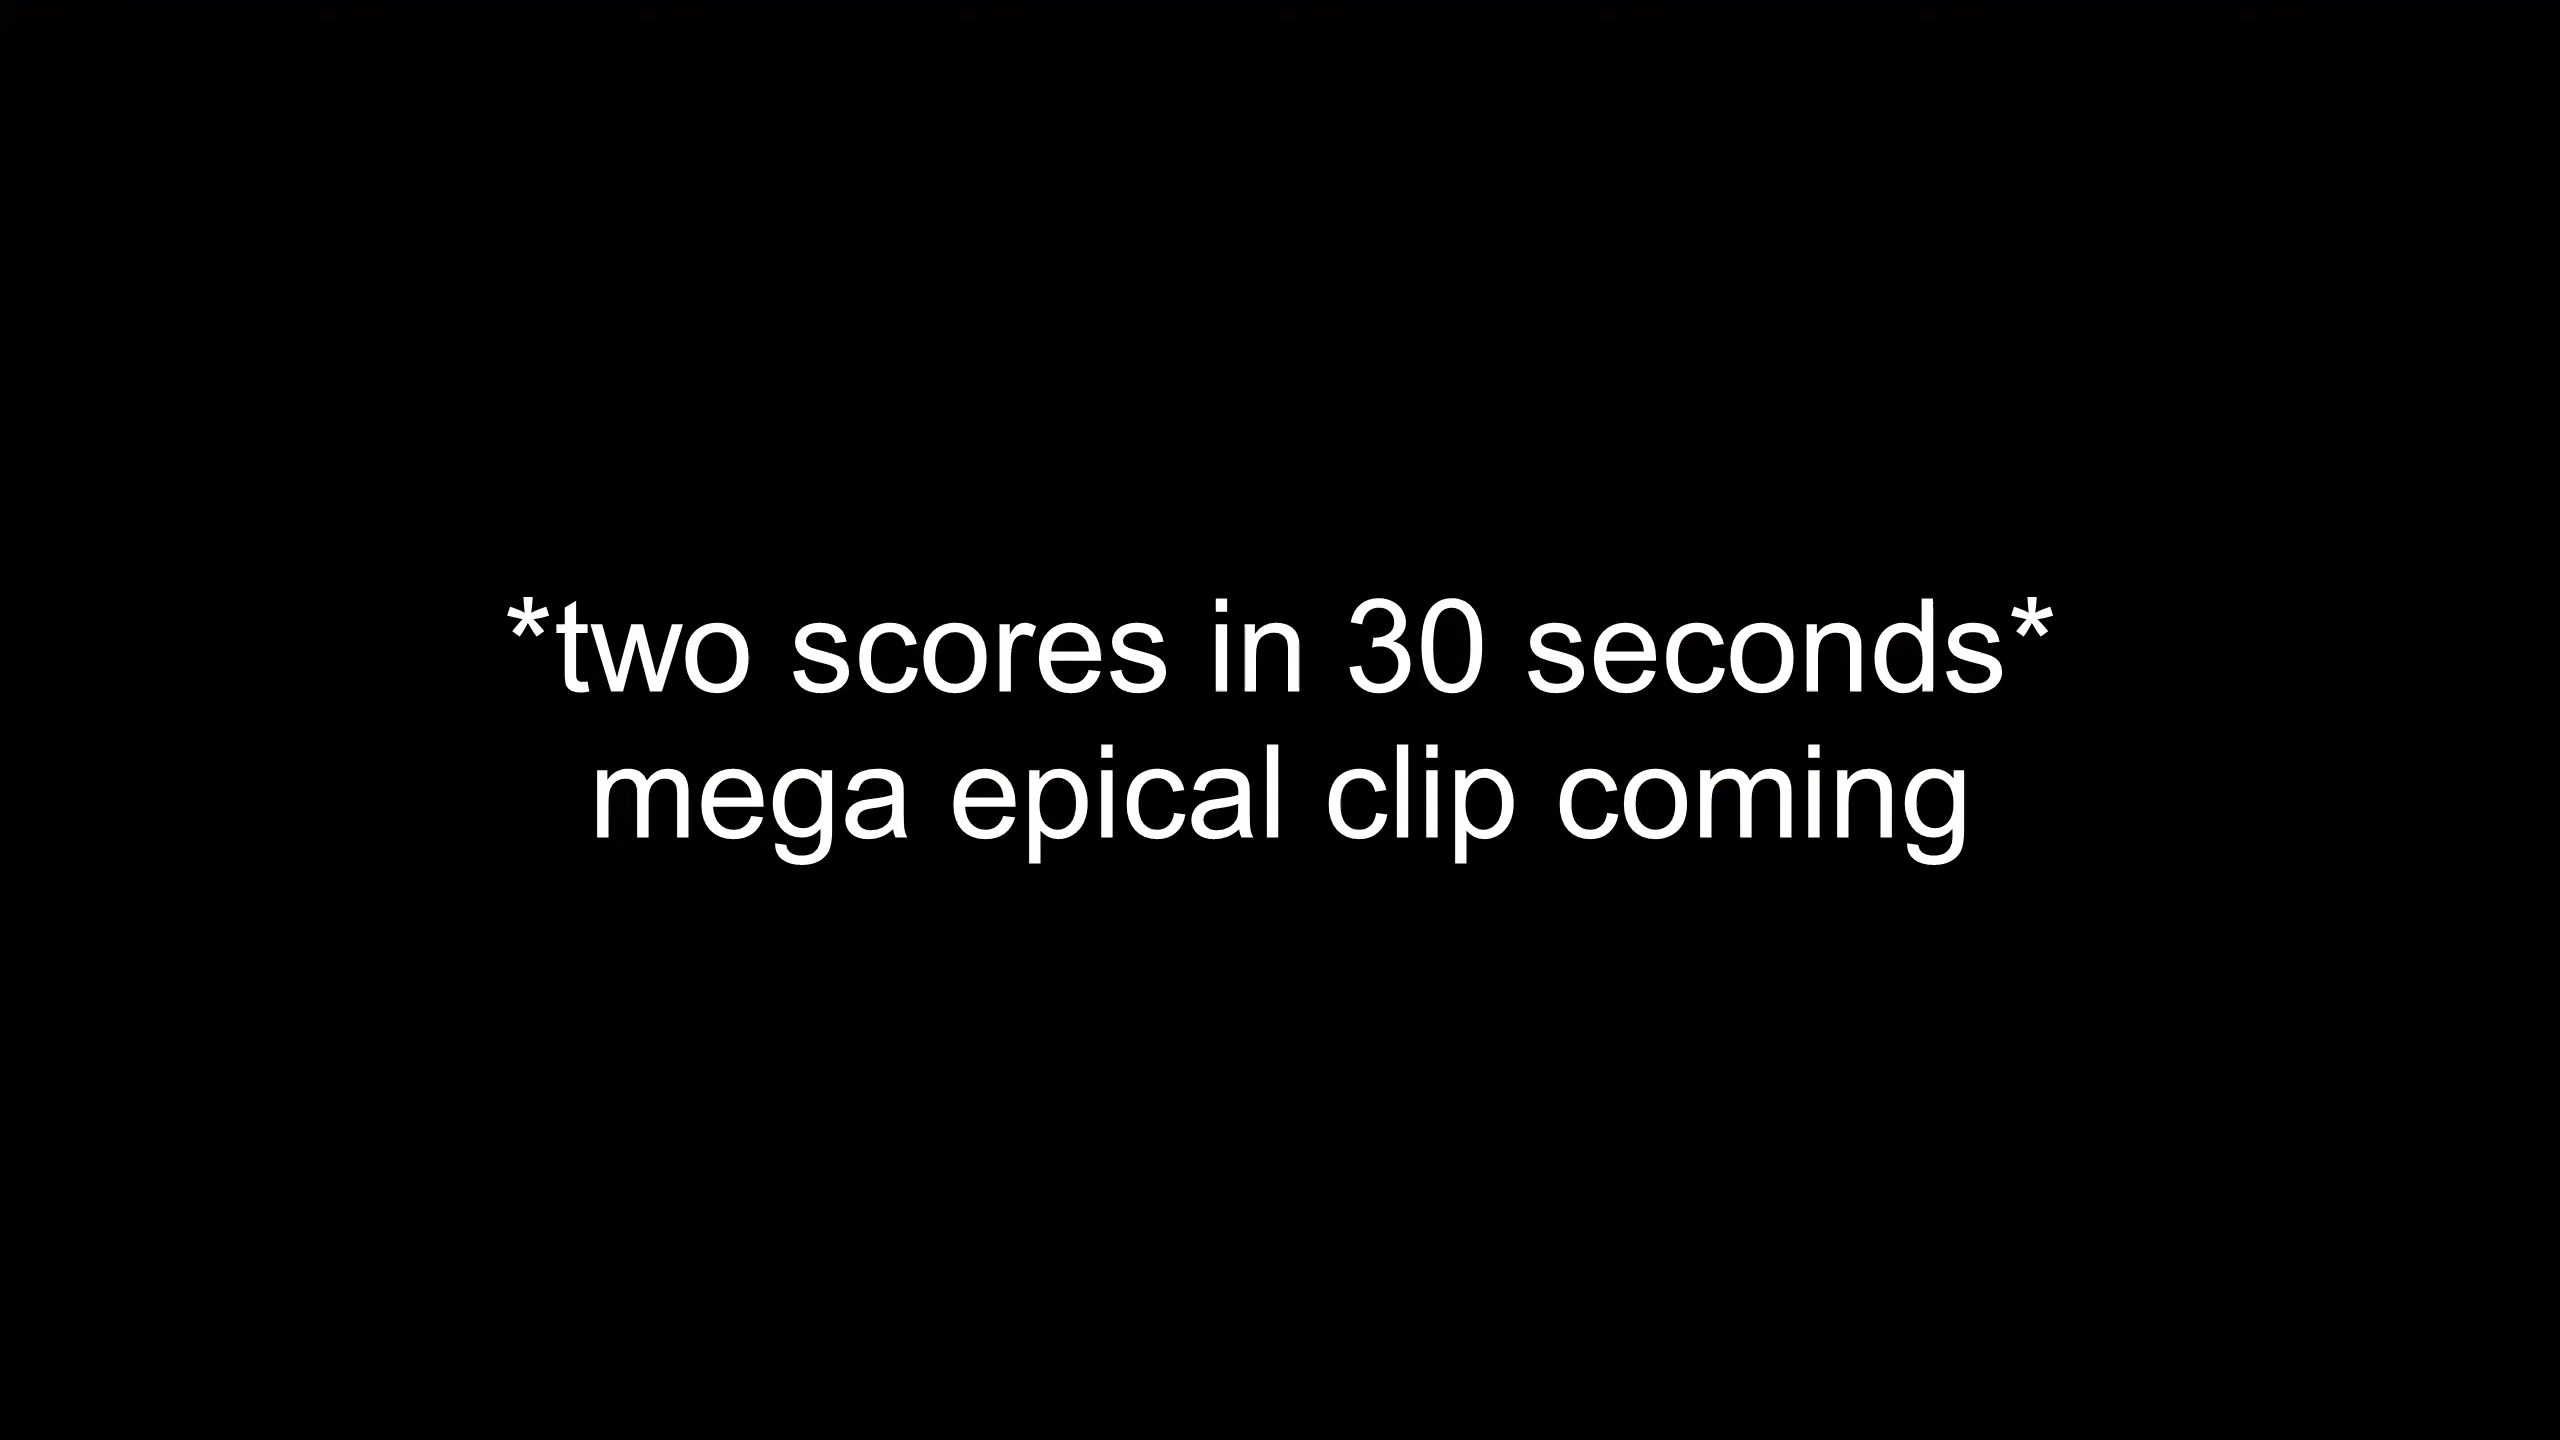 *two scores in 30 seconds*
mega epical clip coming